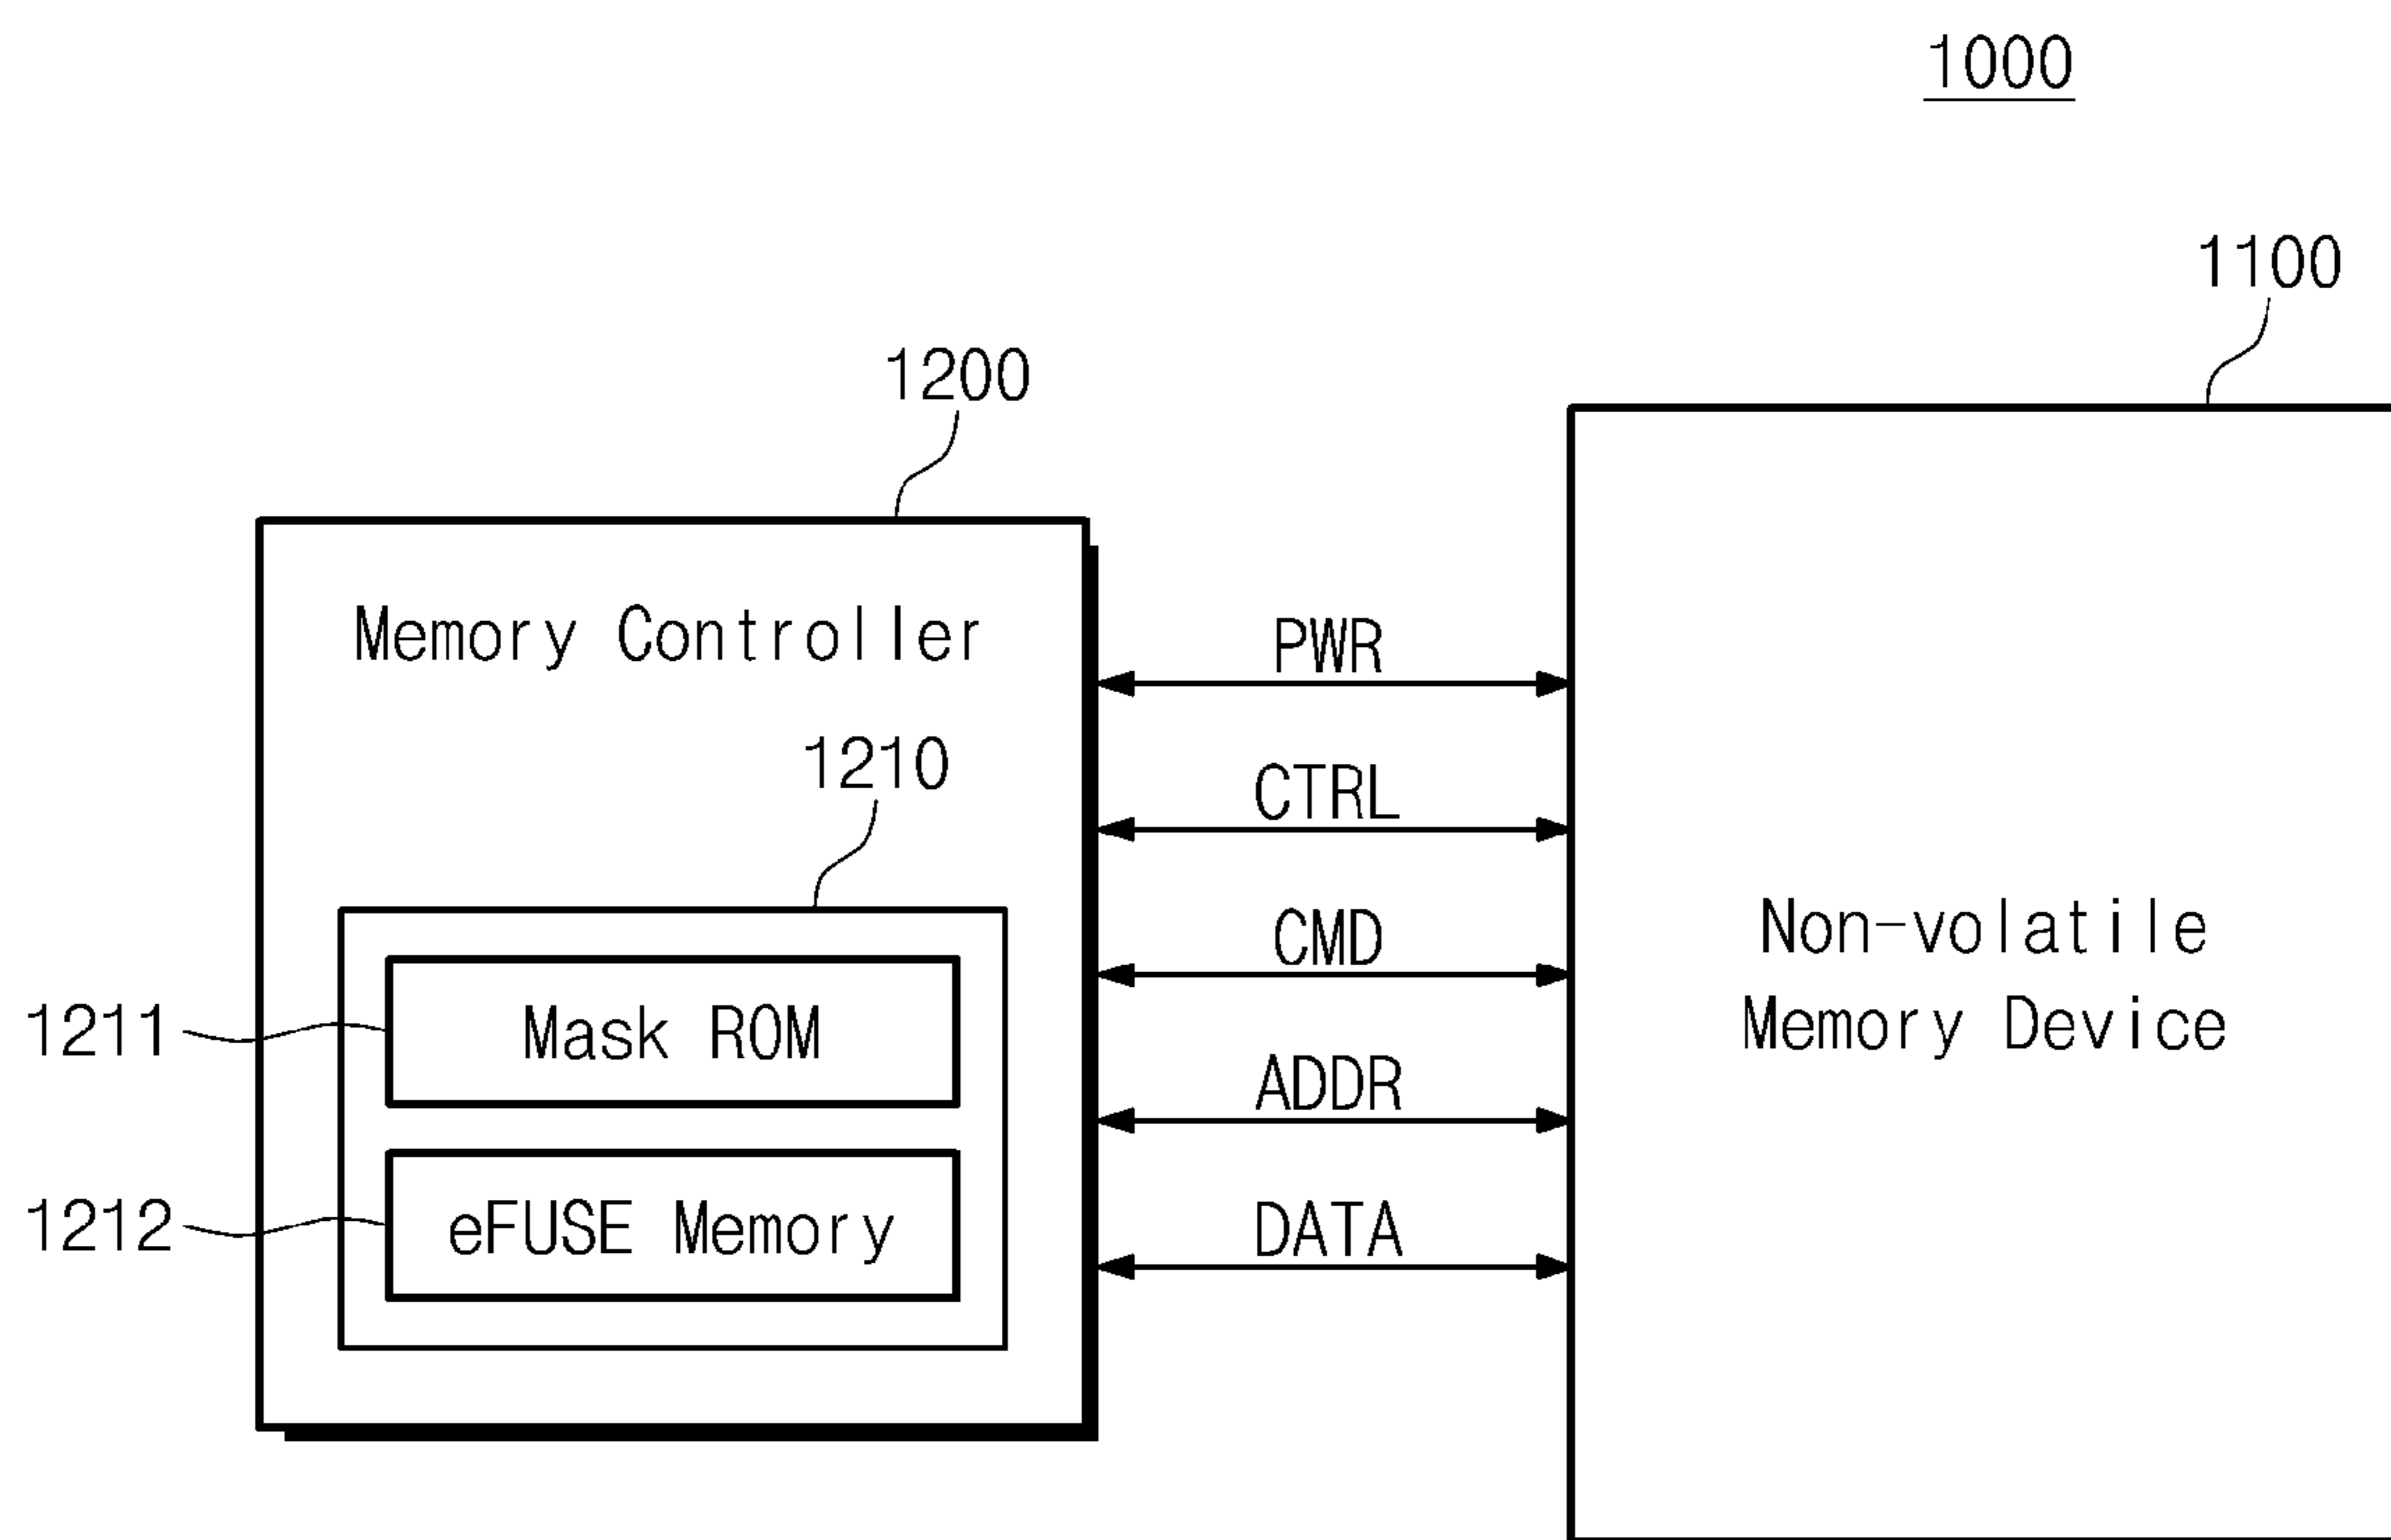 1000
1100
1200
Memory Controller
PWR
1210
CTRL
CMD
Non-volatile
Memory Device
1211
Mask ROM
ADDR
1212
eFUSE Memory
DATA